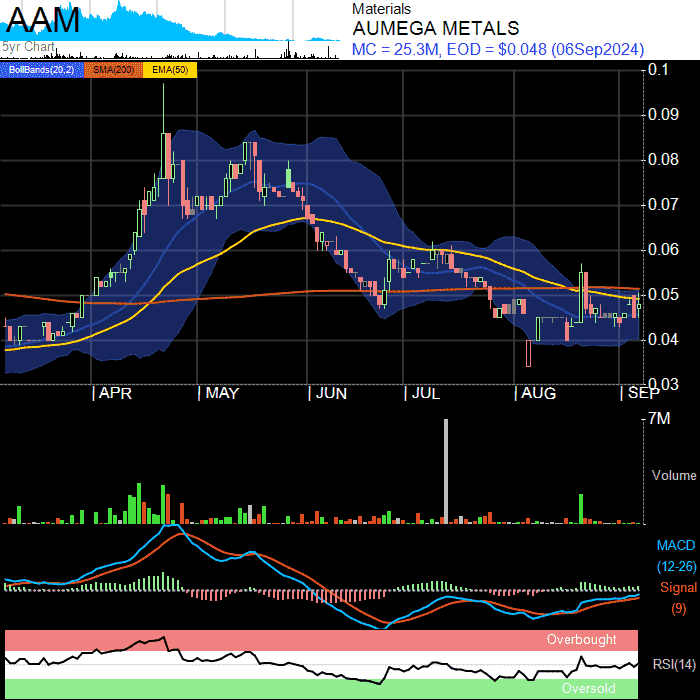 AAM
5yr Chart
Materials
AUMEGA METALS
MC = 25.3M, EOD = $0.048 (06Sep2024)
BollBands(20,2) SMA(200) EMA(50)
0.1
0.09
0.08
0.07
0.06
0.05
0.04
0.03
APR MAY JUN JUL AUG SEP
7M
Volume
MACD
(12-26)
Signal
(9)
Overbought
RSI(14)
Oversold